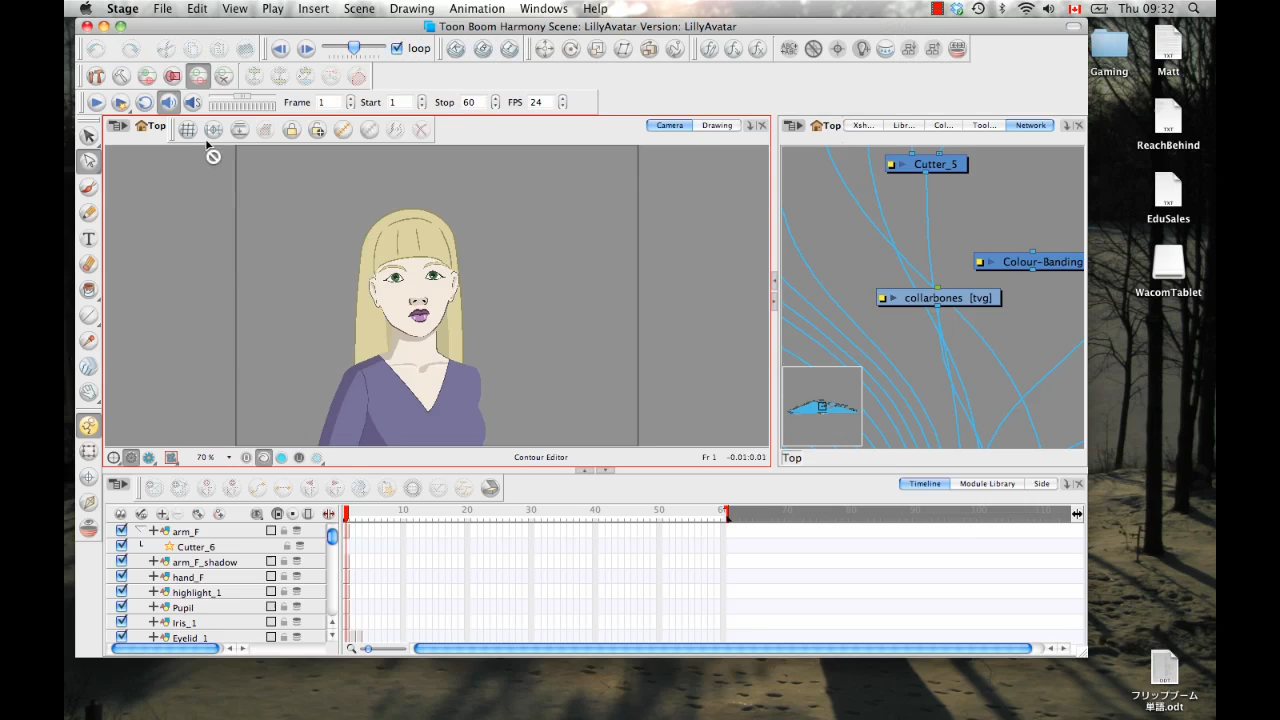 Stage File Edit View Play Insert Scene Drawing Animation Windows Help Thu 09:32
Toon Boom Harmony Scene: LillyAvatar Version: LillyAvatar
loop
Frame 1 Start 1 Stop 60 FPS 24
Top Camera Drawing
Top Xsh... Libr... Col... Tool... Network
Cutter_5
Colour-Banding
collarbones [tvg]
70 % Contour Editor Fr 1 -0.01:0.01
Top
Timeline Module Library Side
10 20 30 40 50 70 80 90 100 110
arm_F
Cutter_6
arm_F_shadow
hand_F
highlight_1
Pupil
Iris_1
Eyelid_1
Gaming
TXT
Matt
TXT
ReachBehind
TXT
EduSales
WacomTablet
ODT
フリップブーム
単語.odt